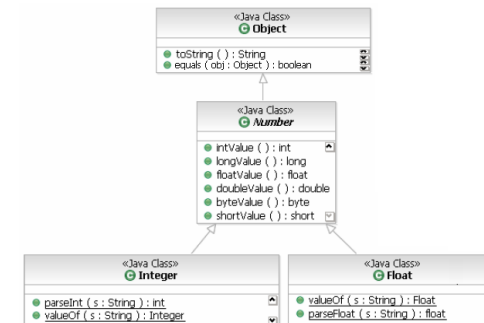 «Java Class»
Object
toString ( ) : String
equals ( obj : Object ) : boolean
«Java Class»
Number
intValue ( ) : int
longValue ( ) : long
floatValue ( ) : float
doubleValue ( ) : double
byteValue ( ) : byte
shortValue ( ) : short
«Java Class»
Integer
parseInt ( s : String ) : int
valueOf ( s : String ) : Integer
«Java Class»
Float
valueOf ( s : String ) : Float
parseFloat ( s : String ) : float